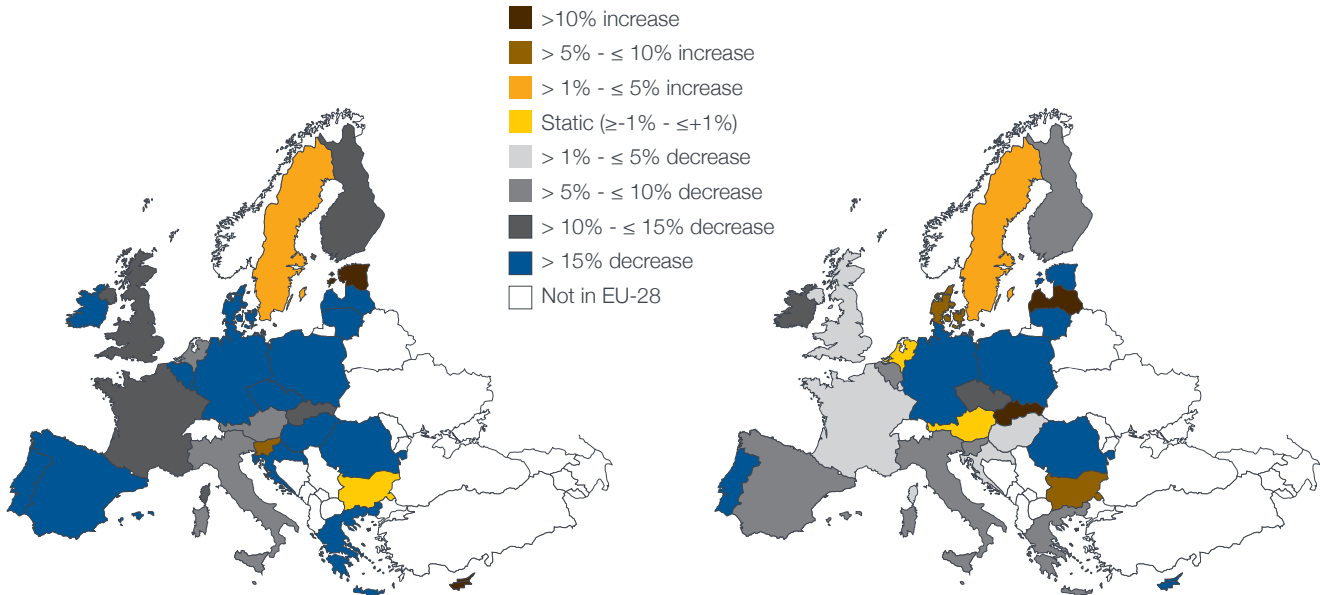 >10% increase
> 5% - ≤ 10% increase
> 1% - ≤ 5% increase
Static (≥-1% - ≤+1%)
> 1% - ≤ 5% decrease
> 5% - ≤ 10% decrease
> 10% - ≤ 15% decrease
> 15% decrease
Not in EU-28